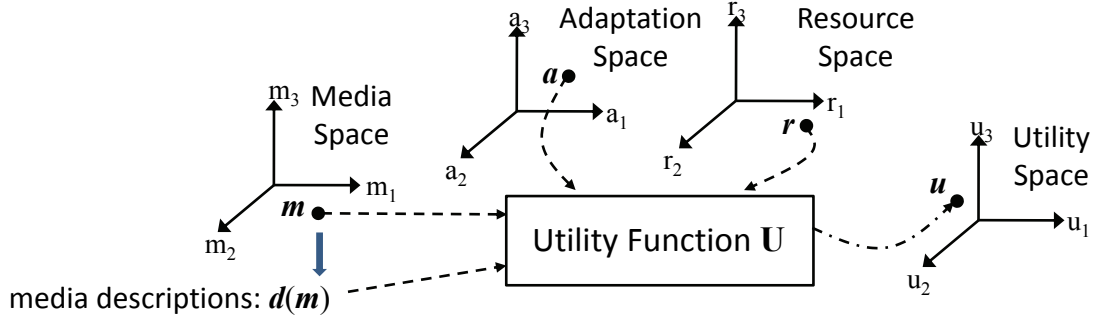 a₃ Adaptation
Space
a
a₁
a₂
r₃ Resource
Space
r₁
r
r₂
m₃ Media
Space
m₁
m
m₂
u₃ Utility
Space
u
u₁
u₂
Utility Function U
media descriptions: d(m)